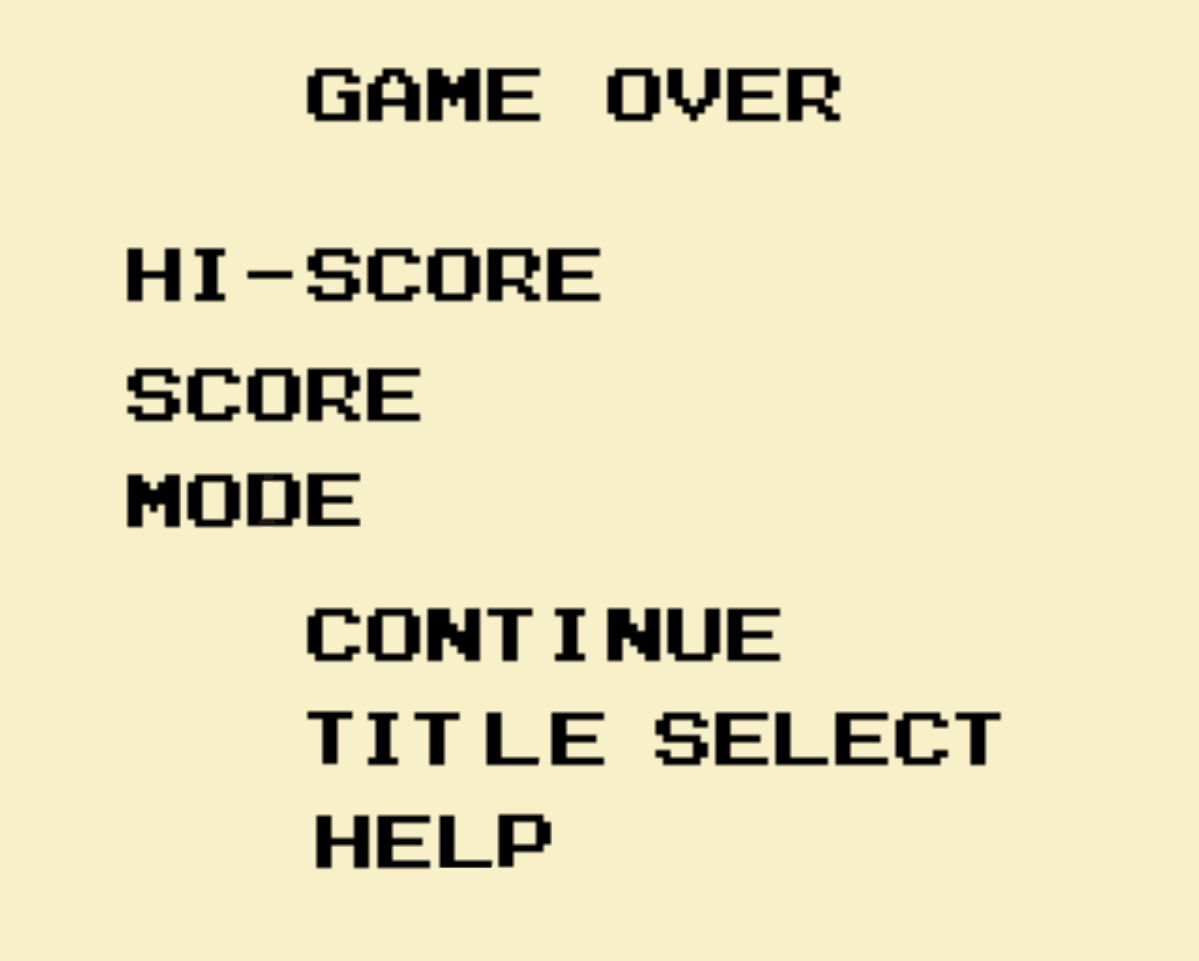 GAME OVER
HI-SCORE
SCORE
MODE
CONTINUE
TITLE SELECT
HELP